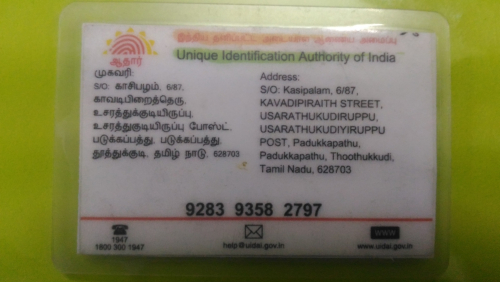 ஆதார்
Unique Identification Authority of India
முகவரி:
S/O: காசிபழம், 6/87,
காவடிபிறைத்தெரு,
உசரத்துக்குடியிருப்பு,
உசரத்துக்குடியிருப்பு போஸ்ட்,
படுக்கப்பத்து, படுக்கப்பத்து,
தூத்துக்குடி, தமிழ் நாடு, 628703
Address:
S/O: Kasipalam, 6/87,
KAVADIPIRAITH STREET,
USARATHUKUDIRUPPU,
USARATHUKUDIYIRUPPU
POST, Padukkapathu,
Padukkapathu, Thoothukkudi,
Tamil Nadu, 628703
9283 9358 2797
1947
1800 300 1947
help@uidai.gov.in
WWW
www.uidai.gov.in